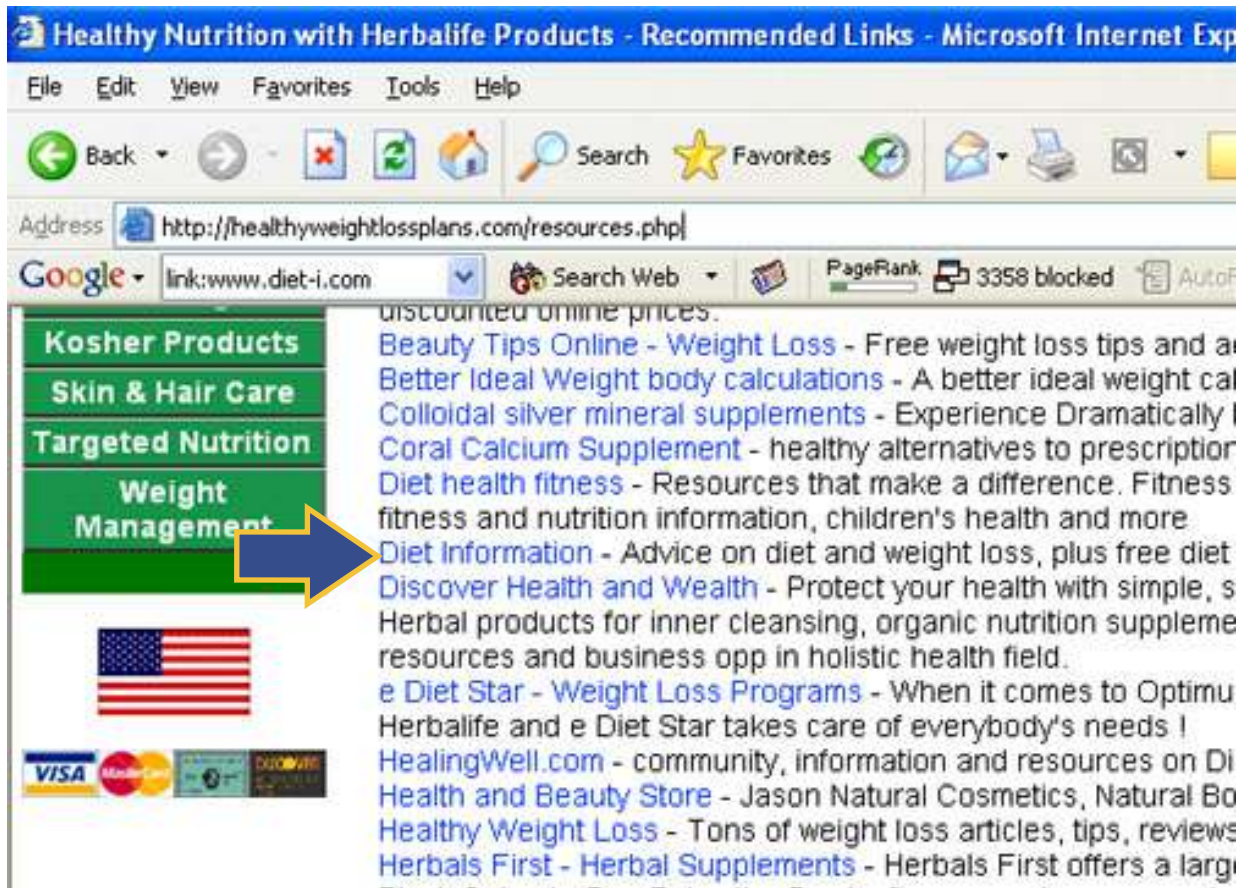 Healthy Nutrition with Herbalife Products - Recommended Links - Microsoft Internet Exp
File Edit View Favorites Tools Help
Back Search Favorites
Address http://healthyweightlossplans.com/resources.php
Google link:www.diet-i.com Search Web PageRank 3358 blocked
discounted online prices.
Kosher Products
Skin & Hair Care
Targeted Nutrition
Weight
Management
Beauty Tips Online - Weight Loss - Free weight loss tips and
Better Ideal Weight body calculations - A better ideal weight
Colloidal silver mineral supplements - Experience Dramatically
Coral Calcium Supplement - healthy alternatives to prescription
Diet health fitness - Resources that make a difference. Fitness
fitness and nutrition information, children's health and more
Diet Information - Advice on diet and weight loss, plus free diet
Discover Health and Wealth - Protect your health with simple, s
Herbal products for inner cleansing, organic nutrition suppleme
resources and business opp in holistic health field.
e Diet Star - Weight Loss Programs - When it comes to Optimu
Herbalife and e Diet Star takes care of everybody's needs !
HealingWell.com - community, information and resources on Di
Health and Beauty Store - Jason Natural Cosmetics, Natural Bo
Healthy Weight Loss - Tons of weight loss articles, tips, reviews
Herbals First - Herbal Supplements - Herbals First offers a large
VISA MasterCard DISCOVER